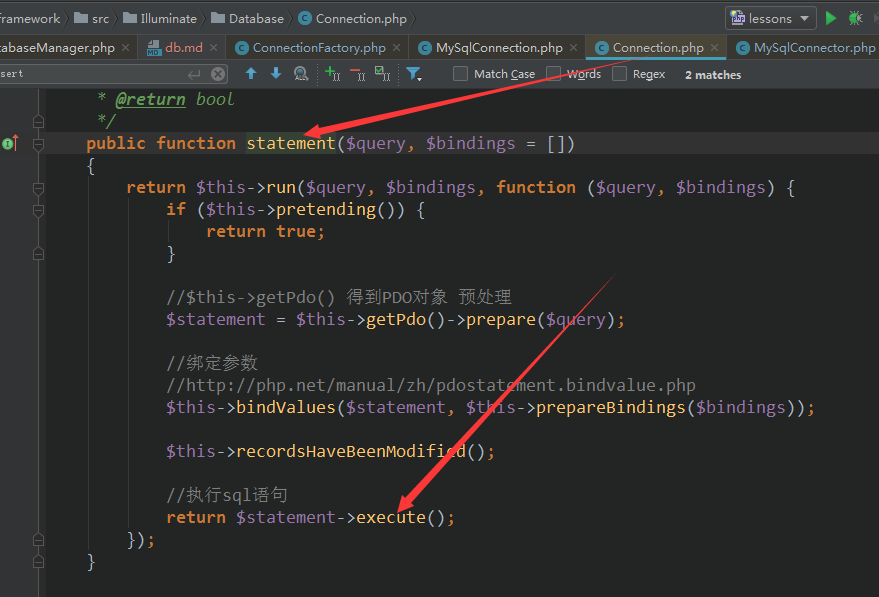 ramework src Illuminate Database Connection.php lessons
tabaseManager.php db.md ConnectionFactory.php MySqlConnection.php Connection.php MySqlConnector.php
sert Match Case Words Regex 2 matches
* @return bool
*/
public function statement($query, $bindings = [])
{
return $this->run($query, $bindings, function ($query, $bindings) {
if ($this->pretending()) {
return true;
}
//$this->getPdo() 得到PDO对象 预处理
$statement = $this->getPdo()->prepare($query);
//绑定参数
//http://php.net/manual/zh/pdostatement.bindvalue.php
$this->bindValues($statement, $this->prepareBindings($bindings));
$this->recordsHaveBeenModified();
//执行sql语句
return $statement->execute();
});
}